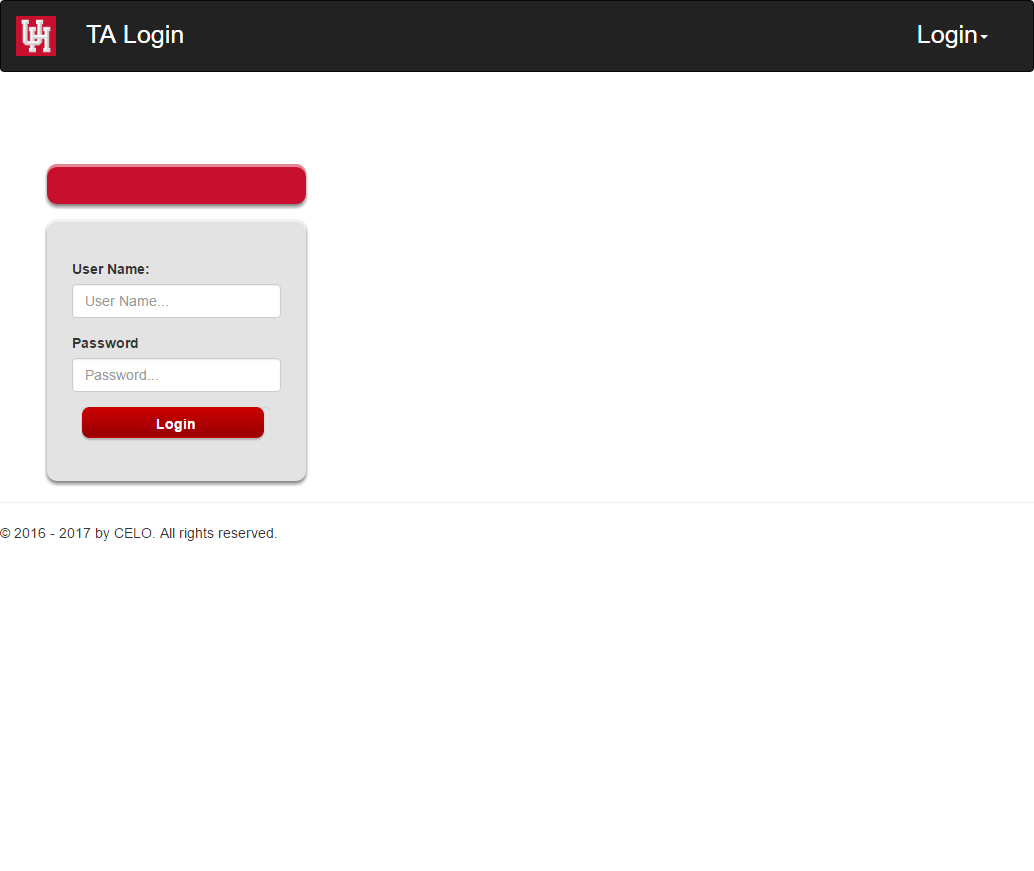 UH
TA Login
Login
User Name:
User Name...
Password
Password...
Login
© 2016 - 2017 by CELO. All rights reserved.